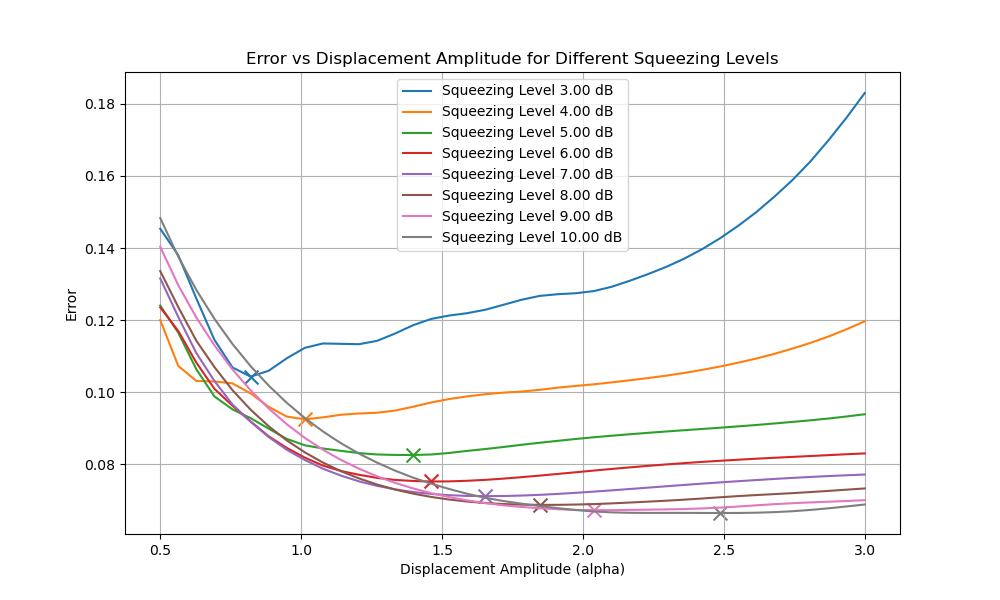 Error vs Displacement Amplitude for Different Squeezing Levels
Squeezing Level 3.00 dB
Squeezing Level 4.00 dB
Squeezing Level 5.00 dB
Squeezing Level 6.00 dB
Squeezing Level 7.00 dB
Squeezing Level 8.00 dB
Squeezing Level 9.00 dB
Squeezing Level 10.00 dB
Error
0.18
0.16
0.14
0.12
0.10
0.08
0.5 1.0 1.5 2.0 2.5 3.0
Displacement Amplitude (alpha)